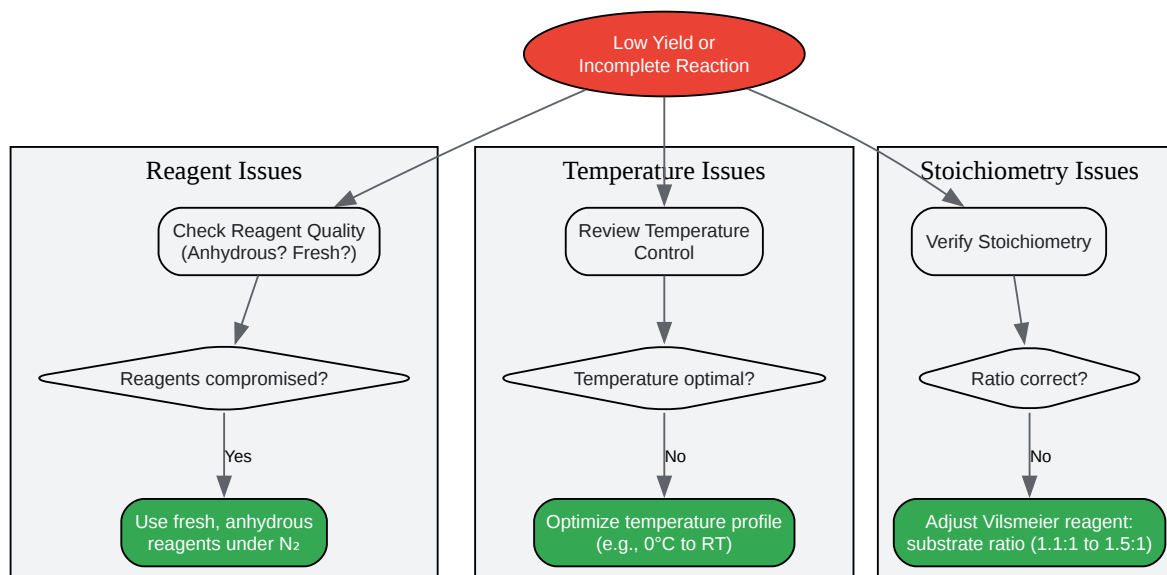 Low Yield or
Incomplete Reaction
Reagent Issues
Check Reagent Quality
(Anhydrous? Fresh?)
Reagents compromised?
Yes
Use fresh, anhydrous
reagents under N₂
Temperature Issues
Review Temperature
Control
Temperature optimal?
No
Optimize temperature profile
(e.g., 0°C to RT)
Stoichiometry Issues
Verify Stoichiometry
Ratio correct?
No
Adjust Vilsmeier reagent:
substrate ratio (1.1:1 to 1.5:1)